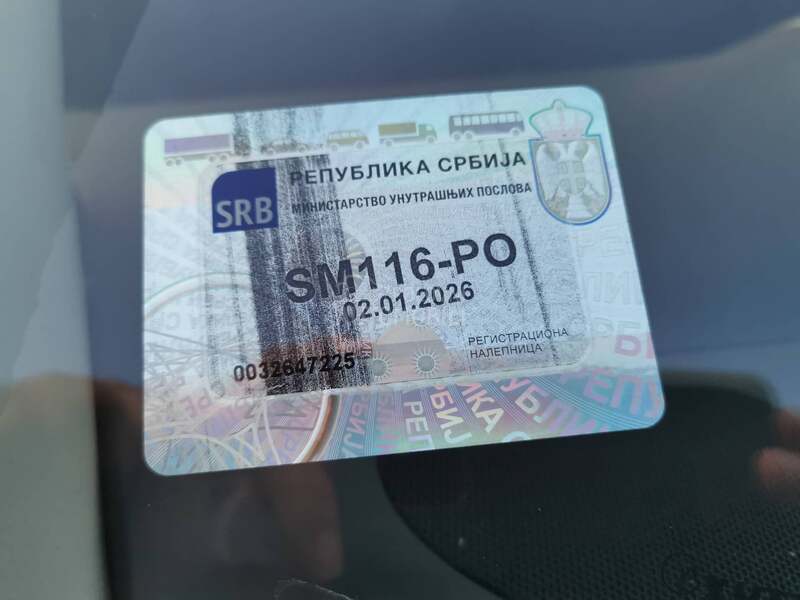 РЕПУБЛИКА СРБИЈА
МИНИСТАРСТВО УНУТРАШЊИХ ПОСЛОВА
SRB
SM116-PO
02.01.2026
РЕГИСТРАЦИОНА
НАЛЕПНИЦА
0032647225